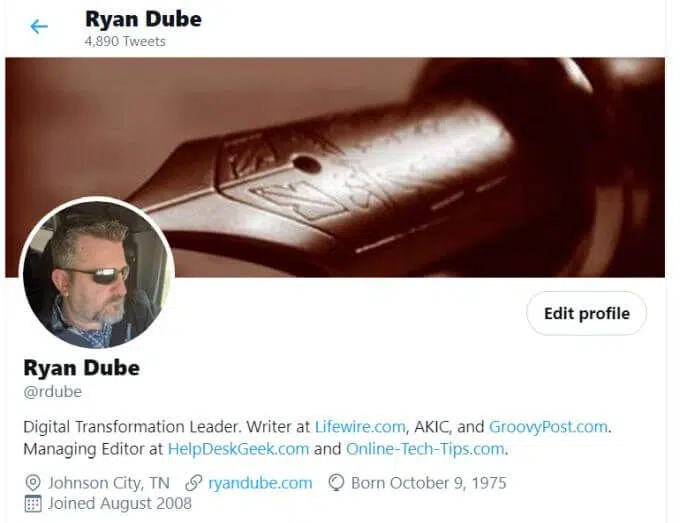 Ryan Dube
4,890 Tweets
Edit profile
Ryan Dube
@rdube
Digital Transformation Leader. Writer at Lifewire.com, AKIC, and GroovyPost.com.
Managing Editor at HelpDeskGeek.com and Online-Tech-Tips.com.
Johnson City, TN ryandube.com Born October 9, 1975
Joined August 2008